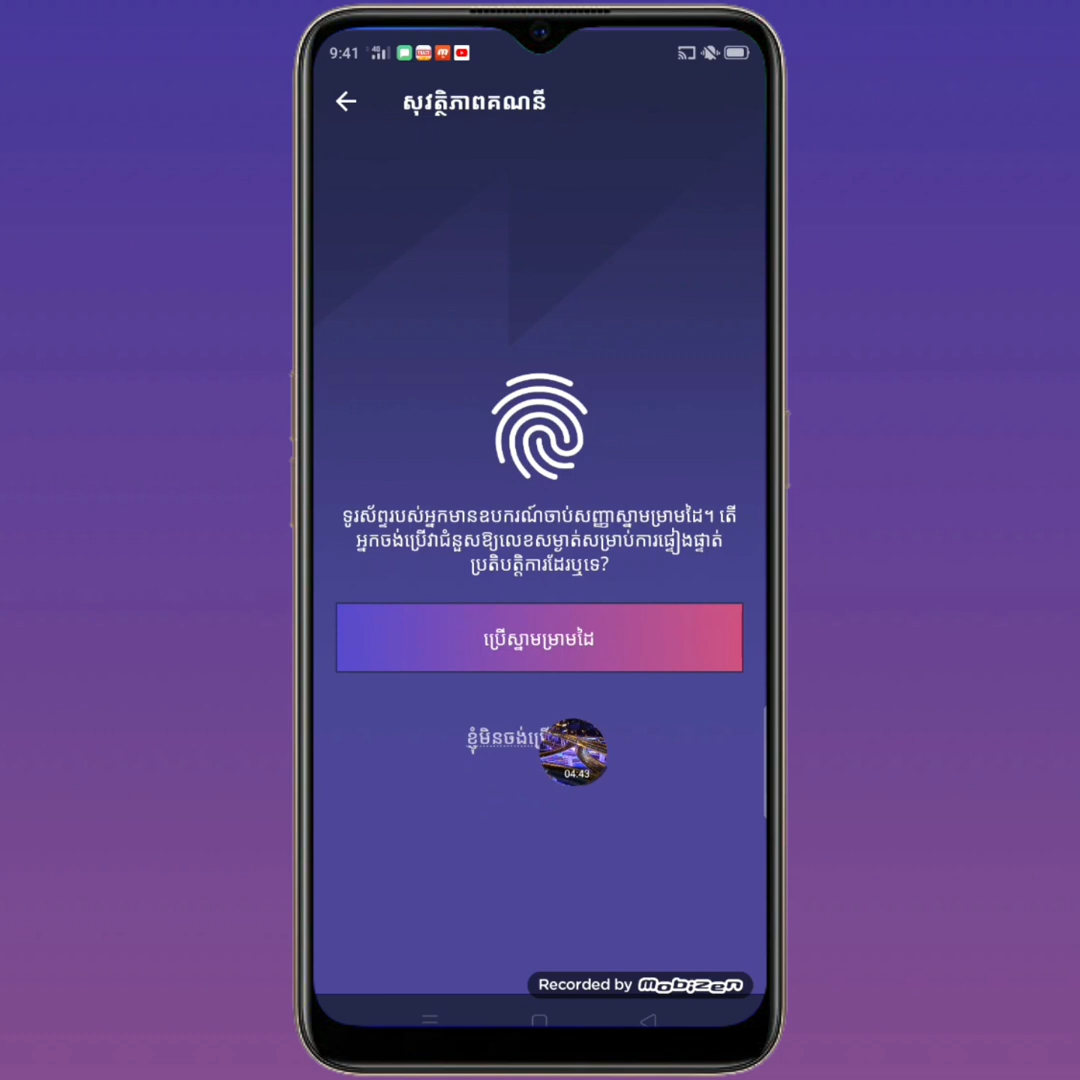 9:41
សុវត្ថិភាពគណនី
ទូរស័ព្ទរបស់អ្នកមានឧបករណ៍ចាប់សញ្ញាស្នាមម្រាមដៃ។ តើ
អ្នកចង់ប្រើវាជំនួសឱ្យលេខសម្ងាត់សម្រាប់ការផ្ទៀងផ្ទាត់
ប្រតិបត្តិការដែរឬទេ?
ប្រើស្នាមម្រាមដៃ
ខ្ញុំមិនចង់ប្រើ
04:43
Recorded by Mobizen